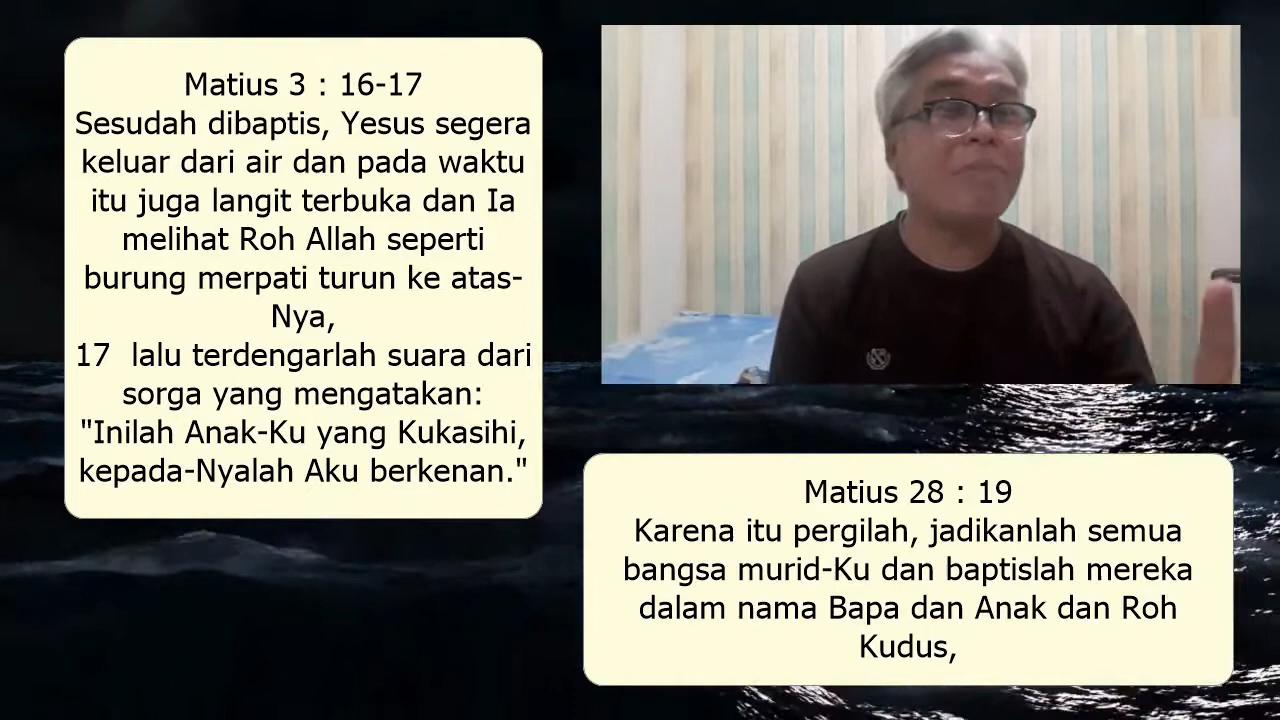 Matius 3 : 16-17
Sesudah dibaptis, Yesus segera
keluar dari air dan pada waktu
itu juga langit terbuka dan Ia
melihat Roh Allah seperti
burung merpati turun ke atas-
Nya,
17  lalu terdengarlah suara dari
sorga yang mengatakan:
"Inilah Anak-Ku yang Kukasihi,
kepada-Nyalah Aku berkenan."
Matius 28 : 19
Karena itu pergilah, jadikanlah semua
bangsa murid-Ku dan baptislah mereka
dalam nama Bapa dan Anak dan Roh
Kudus,